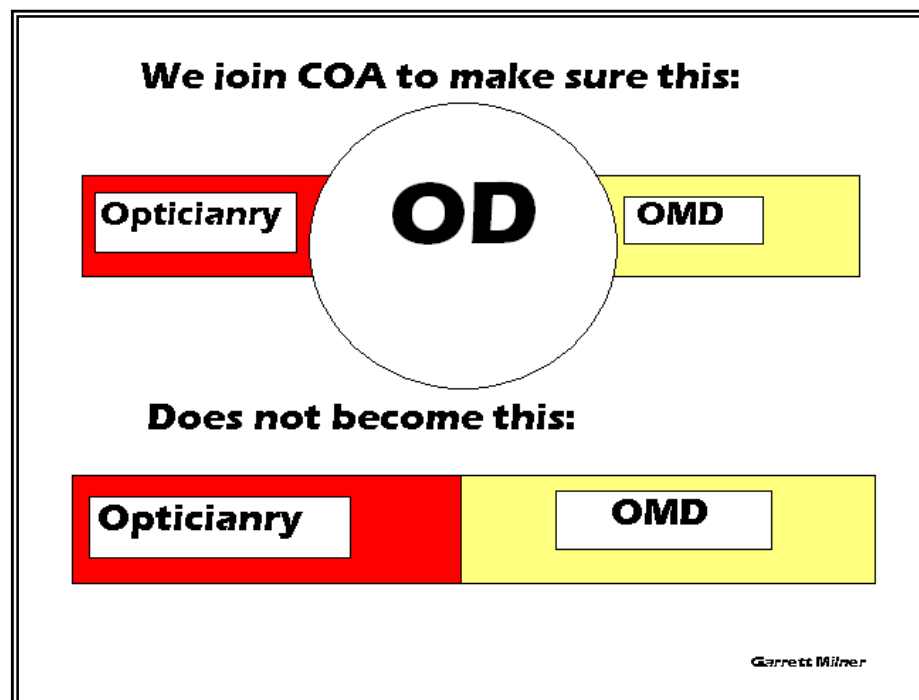 We join COA to make sure this:
Opticianry
OD
OMD
Does not become this:
Opticianry
OMD
Garrett Milner